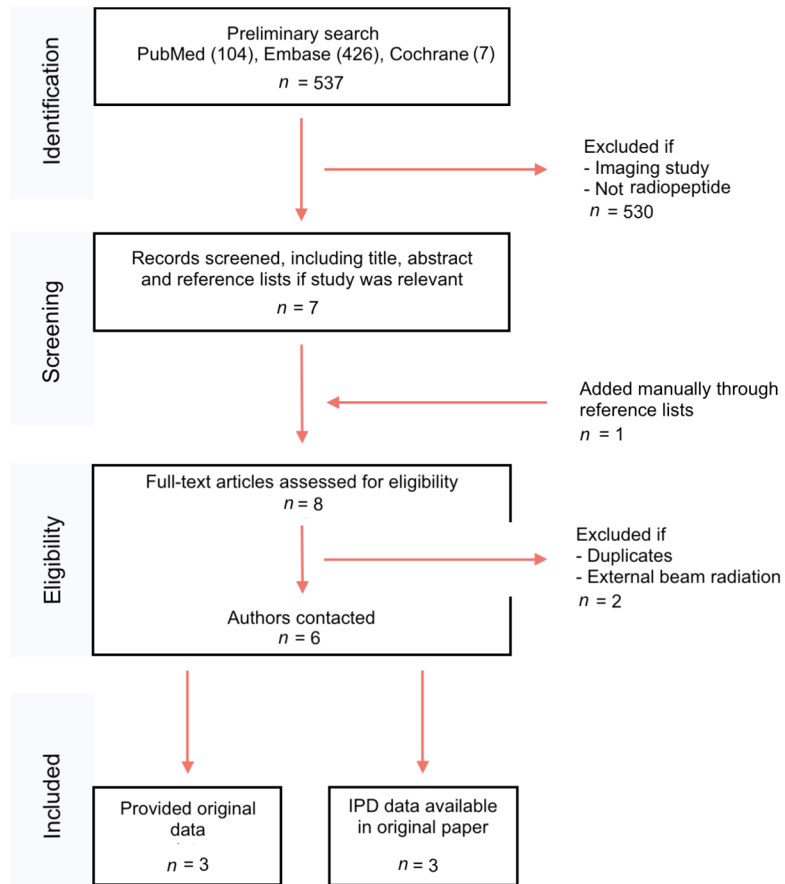 Identification
Preliminary search
PubMed (104), Embase (426), Cochrane (7)
n = 537
Excluded if
- Imaging study
- Not radiopeptide
n = 530
Screening
Records screened, including title, abstract
and reference lists if study was relevant
n = 7
Added manually through
reference lists
n = 1
Eligibility
Full-text articles assessed for eligibility
n = 8
Excluded if
- Duplicates
- External beam radiation
n = 2
Authors contacted
n = 6
Included
Provided original
data
n = 3
IPD data available
in original paper
n = 3